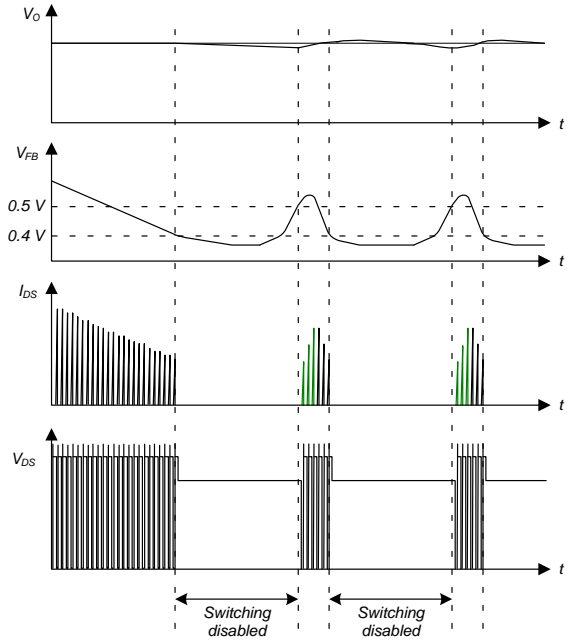 VO
t
VFB
0.5 V
0.4 V
t
IDS
t
VDS
t
Switching
disabled
Switching
disabled